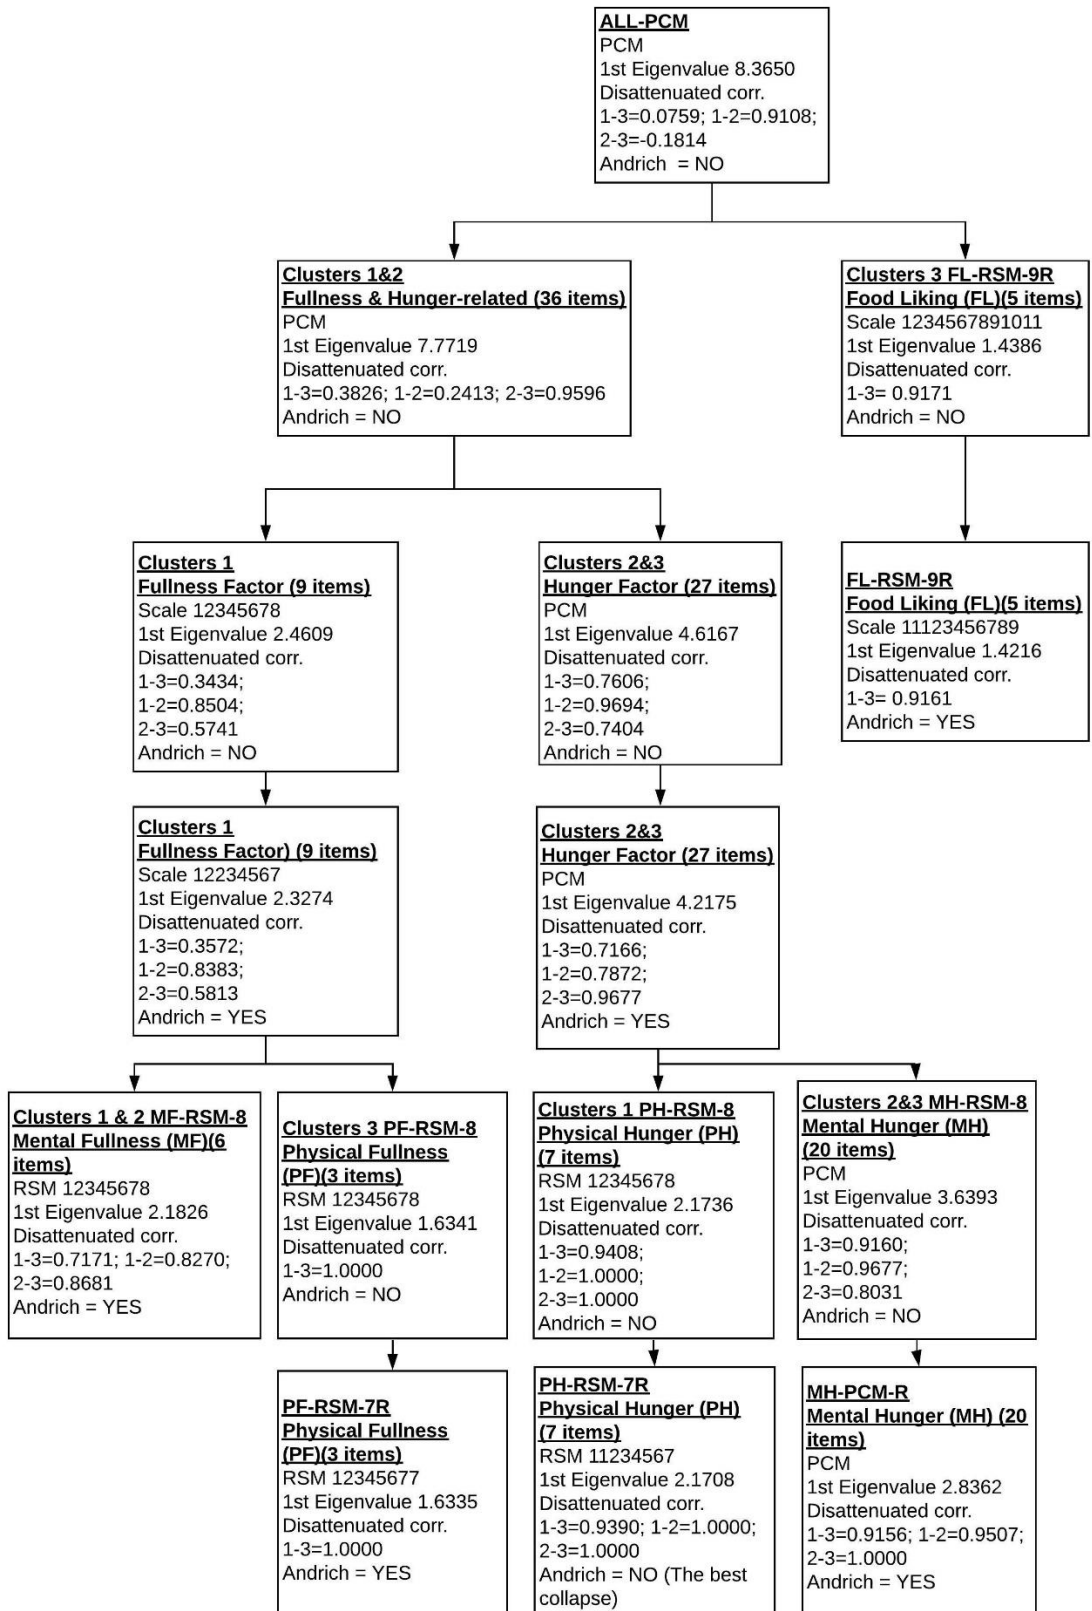 ALL-PCM
PCM
1st Eigenvalue 8.3650
Disattenuated corr.
1-3=0.0759; 1-2=0.9108;
2-3=-0.1814
Andrich = NO
Clusters 1&2
Fullness & Hunger-related (36 items)
PCM
1st Eigenvalue 7.7719
Disattenuated corr.
1-3=0.3826; 1-2=0.2413; 2-3=0.9596
Andrich = NO
Clusters 3 FL-RSM-9R
Food Liking (FL)(5 items)
Scale 1234567891011
1st Eigenvalue 1.4386
Disattenuated corr.
1-3= 0.9171
Andrich = NO
Clusters 1
Fullness Factor (9 items)
Scale 12345678
1st Eigenvalue 2.4609
Disattenuated corr.
1-3=0.3434;
1-2=0.8504;
2-3=0.5741
Andrich = NO
Clusters 2&3
Hunger Factor (27 items)
PCM
1st Eigenvalue 4.6167
Disattenuated corr.
1-3=0.7606;
1-2=0.9694;
2-3=0.7404
Andrich = NO
FL-RSM-9R
Food Liking (FL)(5 items)
Scale 11123456789
1st Eigenvalue 1.4216
Disattenuated corr.
1-3= 0.9161
Andrich = YES
Clusters 1
Fullness Factor) (9 items)
Scale 12234567
1st Eigenvalue 2.3274
Disattenuated corr.
1-3=0.3572;
1-2=0.8383;
2-3=0.5813
Andrich = YES
Clusters 2&3
Hunger Factor (27 items)
PCM
1st Eigenvalue 4.2175
Disattenuated corr.
1-3=0.7166;
1-2=0.7872;
2-3=0.9677
Andrich = YES
Clusters 1 & 2 MF-RSM-8
Mental Fullness (MF)(6
items)
RSM 12345678
1st Eigenvalue 2.1826
Disattenuated corr.
1-3=0.7171; 1-2=0.8270;
2-3=0.8681
Andrich = YES
Clusters 3 PF-RSM-8
Physical Fullness
(PF)(3 items)
RSM 12345678
1st Eigenvalue 1.6341
Disattenuated corr.
1-3=1.0000
Andrich = NO
Clusters 1 PH-RSM-8
Physical Hunger (PH)
(7 items)
RSM 12345678
1st Eigenvalue 2.1736
Disattenuated corr.
1-3=0.9408;
1-2=1.0000;
2-3=1.0000
Andrich = NO
Clusters 2&3 MH-RSM-8
Mental Hunger (MH)
(20 items)
PCM
1st Eigenvalue 3.6393
Disattenuated corr.
1-3=0.9160;
1-2=0.9677;
2-3=0.8031
Andrich = NO
PF-RSM-7R
Physical Fullness
(PF)(3 items)
RSM 12345677
1st Eigenvalue 1.6335
Disattenuated corr.
1-3=1.0000
Andrich = YES
PH-RSM-7R
Physical Hunger (PH)
(7 items)
RSM 11234567
1st Eigenvalue 2.1708
Disattenuated corr.
1-3=0.9390; 1-2=1.0000;
2-3=1.0000
Andrich = NO (The best
collapse)
MH-PCM-R
Mental Hunger (MH) (20
items)
PCM
1st Eigenvalue 2.8362
Disattenuated corr.
1-3=0.9156; 1-2=0.9507;
2-3=1.0000
Andrich = YES